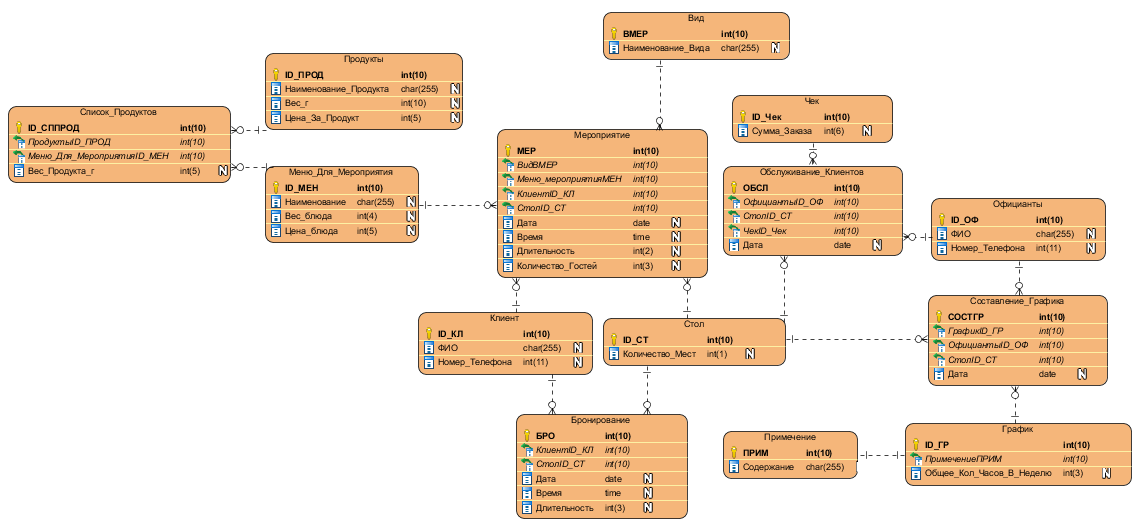 Вид
ВМЕР int(10)
Наименование_Вида char(255) N
Продукты
ID_ПРОД int(10)
Наименование_Продукта char(255) N
Вес_г int(10) N
Цена_За_Продукт int(5) N
Список_Продуктов
ID_СППРОД int(10)
ПродуктыID_ПРОД int(10)
Меню_Для_МероприятияID_МЕН int(10)
Вес_Продукта_г int(5) N
Меню_Для_Мероприятия
ID_МЕН int(10)
Наименование char(255) N
Вес_блюда int(4) N
Цена_блюда int(5) N
Мероприятие
МЕР int(10)
ВидВМЕР int(10)
Меню_мероприятияМЕН int(10)
КлиентID_КЛ int(10)
СтолID_СТ int(10)
Дата date N
Время time N
Длительность int(2) N
Количество_Гостей int(3) N
Чек
ID_Чек int(10)
Сумма_Заказа int(6) N
Обслуживание_Клиентов
ОБСЛ int(10)
ОфициантыID_ОФ int(10)
СтолID_СТ int(10)
ЧекID_Чек int(10)
Дата date N
Официанты
ID_ОФ int(10)
ФИО char(255) N
Номер_Телефона int(11) N
Клиент
ID_КЛ int(10)
ФИО char(255) N
Номер_Телефона int(11) N
Стол
ID_СТ int(10)
Количество_Мест int(1) N
Составление_Графика
СОСТГР int(10)
ГрафикID_ГР int(10)
ОфициантыID_ОФ int(10)
СтолID_СТ int(10)
Дата date N
Бронирование
БРО int(10)
КлиентID_КЛ int(10)
СтолID_СТ int(10)
Дата date N
Время time N
Длительность int(3) N
Примечение
ПРИМ int(10)
Содержание char(255)
График
ID_ГР int(10)
ПримечениеПРИМ int(10)
Общее_Кол_Часов_В_Неделю int(3) N